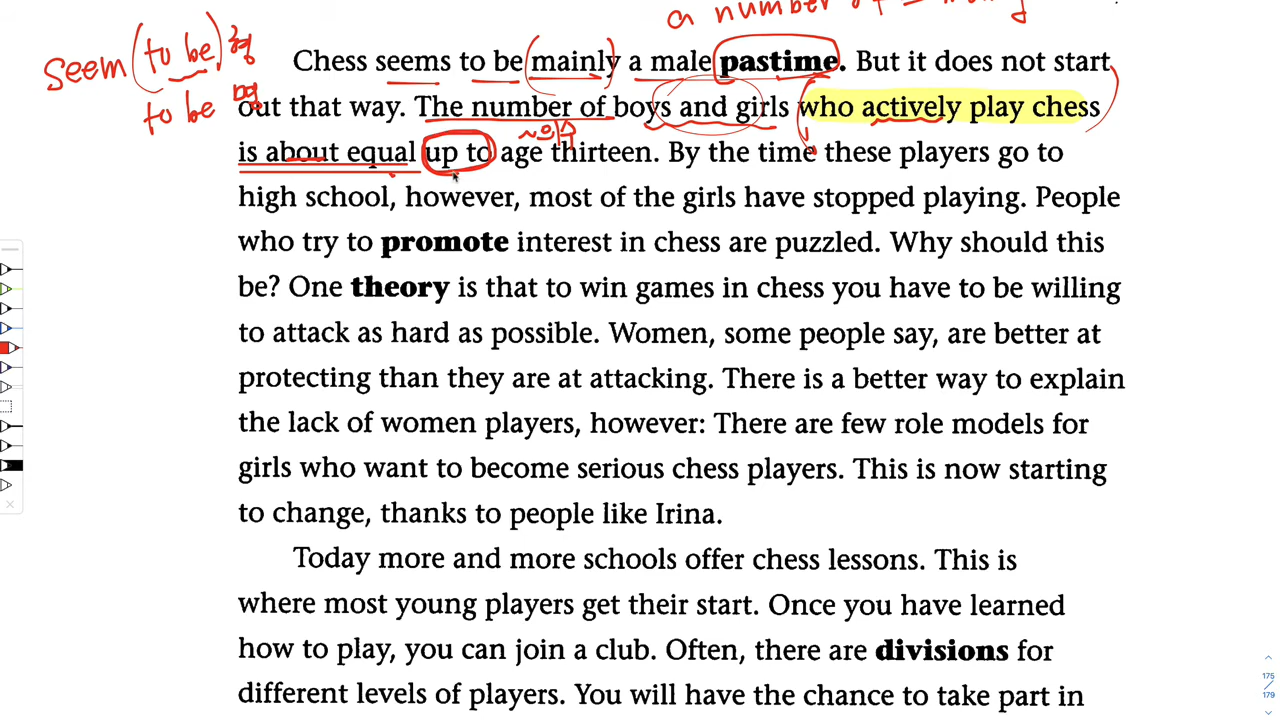 a number of
seem (to be) 형
to be 명
Chess seems to be mainly a male pastime. But it does not start
out that way. The number of boys and girls who actively play chess
~의 수
is about equal up to age thirteen. By the time these players go to
high school, however, most of the girls have stopped playing. People
who try to promote interest in chess are puzzled. Why should this
be? One theory is that to win games in chess you have to be willing
to attack as hard as possible. Women, some people say, are better at
protecting than they are at attacking. There is a better way to explain
the lack of women players, however: There are few role models for
girls who want to become serious chess players. This is now starting
to change, thanks to people like Irina.
Today more and more schools offer chess lessons. This is
where most young players get their start. Once you have learned
how to play, you can join a club. Often, there are divisions for
different levels of players. You will have the chance to take part in
175
179